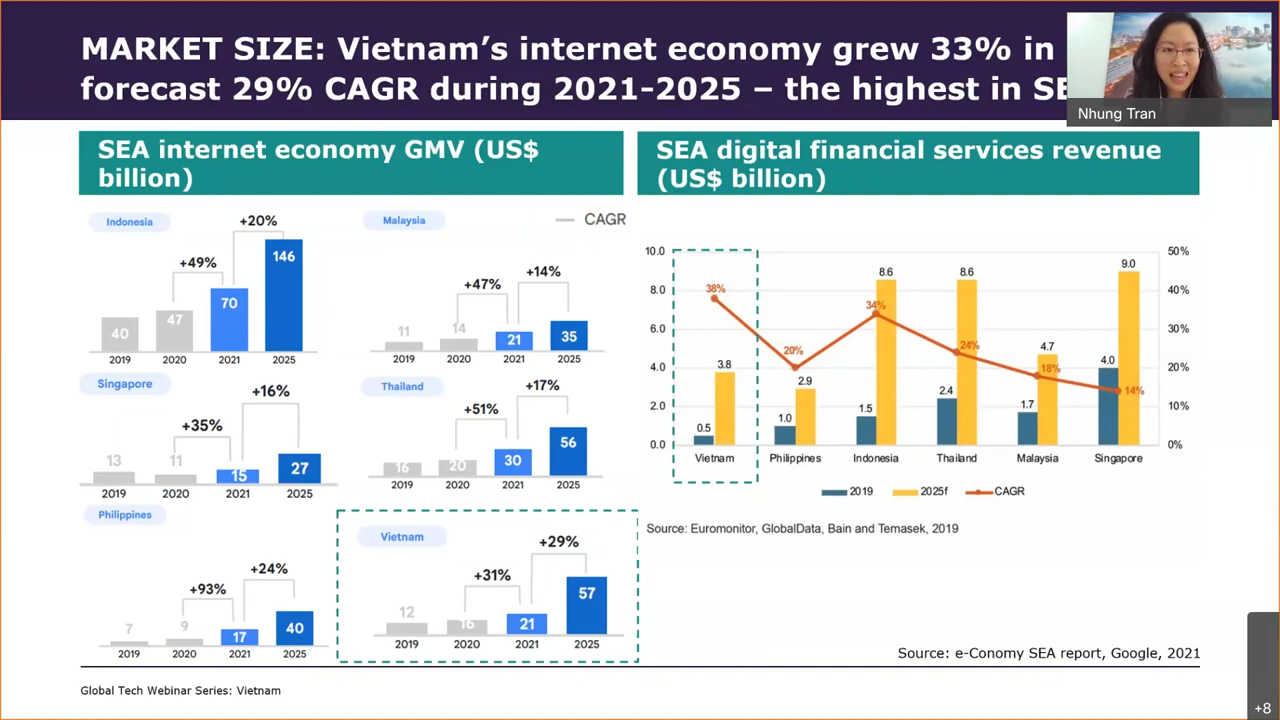 MARKET SIZE: Vietnam's internet economy grew 33% in
forecast 29% CAGR during 2021-2025 – the highest in
Nhung Tran
SEA internet economy GMV (US$
billion)
Indonesia
+20%
+49%
40
47
70
146
2019 2020 2021 2025
Malaysia
CAGR
+14%
+47%
11
14
21
35
2019 2020 2021 2025
Singapore
+16%
+35%
13
11
15
27
2019 2020 2021 2025
Thailand
+17%
+51%
16
20
30
56
2019 2020 2021 2025
Philippines
+24%
+93%
7
9
17
40
2019 2020 2021 2025
Vietnam
+29%
+31%
12
16
21
57
2019 2020 2021 2025
SEA digital financial services revenue
(US$ billion)
10.0
8.0
6.0
4.0
2.0
0.0
50%
40%
30%
20%
10%
0%
38%
20%
34%
24%
18%
14%
0.5 3.8
1.0 2.9
1.5 8.6
2.4 8.6
1.7 4.7
4.0 9.0
Vietnam Philippines Indonesia Thailand Malaysia Singapore
2019 2025f CAGR
Source: Euromonitor, GlobalData, Bain and Temasek, 2019
Source: e-Conomy SEA report, Google, 2021
Global Tech Webinar Series: Vietnam
+8